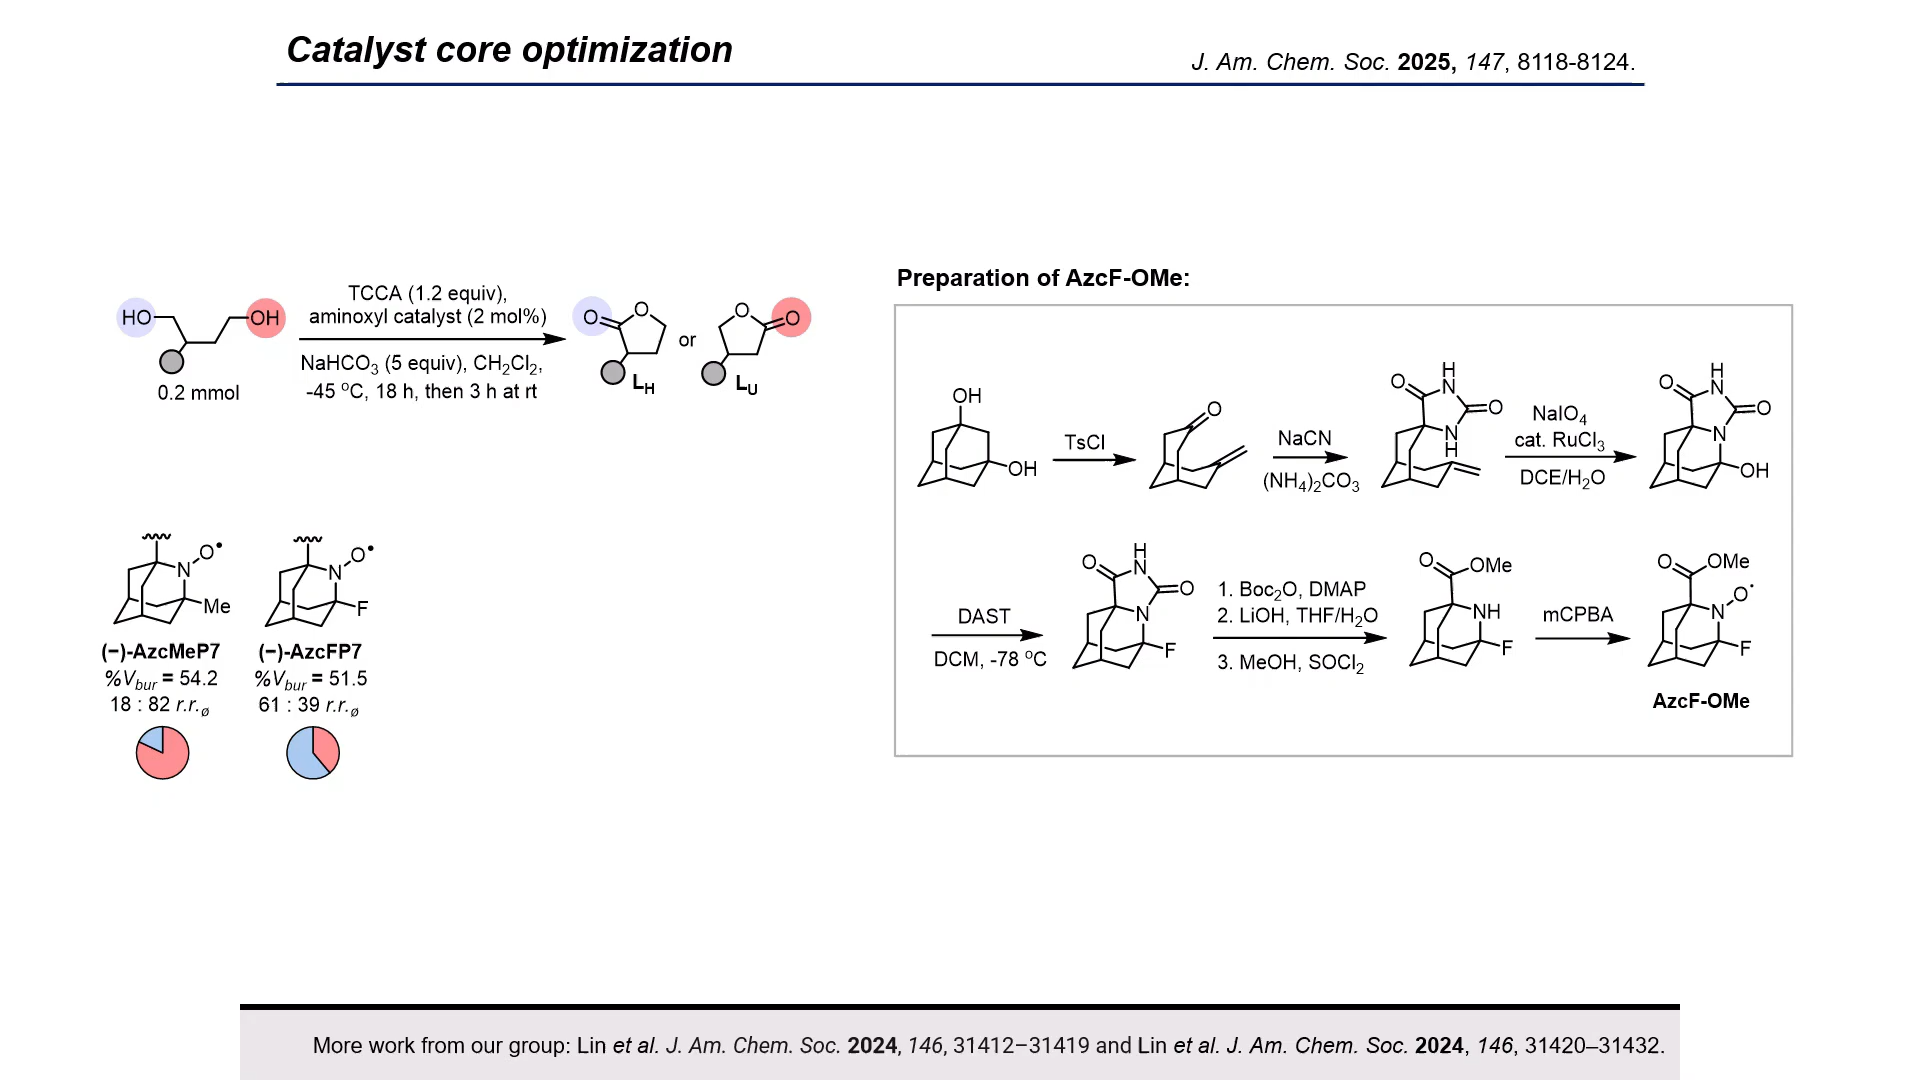 Catalyst core optimization
J. Am. Chem. Soc. 2025, 147, 8118-8124.
HO
OH
0.2 mmol
TCCA (1.2 equiv),
aminoxyl catalyst (2 mol%)
NaHCO3 (5 equiv), CH2Cl2,
-45 ºC, 18 h, then 3 h at rt
O
O
LH
or
O
O
LU
N
O•
Me
(−)-AzcMeP7
%Vbur = 54.2
18 : 82 r.r.ø
N
O•
F
(−)-AzcFP7
%Vbur = 51.5
61 : 39 r.r.ø
Preparation of AzcF-OMe:
OH
OH
TsCl
O
NaCN
(NH4)2CO3
H
N
O
O
N
H
NaIO4
cat. RuCl3
DCE/H2O
H
N
O
O
N
OH
DAST
DCM, -78 ºC
H
N
O
O
N
F
1. Boc2O, DMAP
2. LiOH, THF/H2O
3. MeOH, SOCl2
O
OMe
NH
F
mCPBA
O
OMe
N
O•
F
AzcF-OMe
More work from our group: Lin et al. J. Am. Chem. Soc. 2024, 146, 31412−31419 and Lin et al. J. Am. Chem. Soc. 2024, 146, 31420–31432.